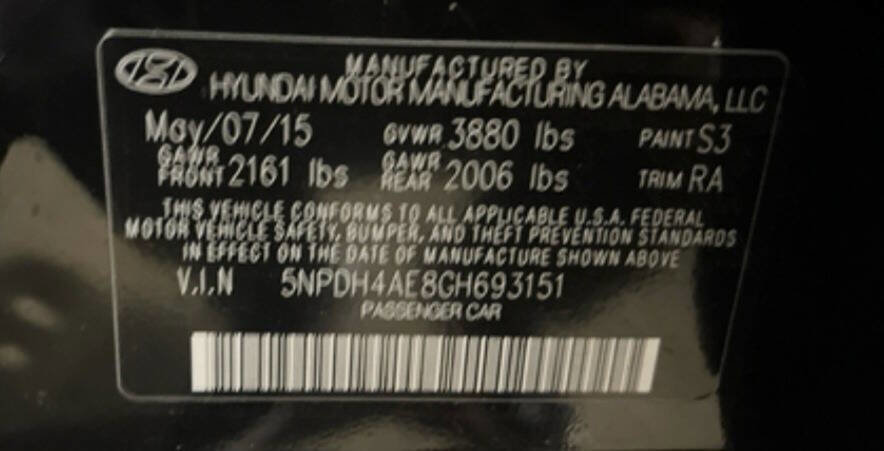 MANUFACTURED BY
HYUNDAI MOTOR MANUFACTURING ALABAMA, LLC
May/07/15 GVWR 3880 lbs PAINT S3
GAWR FRONT 2161 lbs GAWR REAR 2006 lbs TRIM RA
THIS VEHICLE CONFORMS TO ALL APPLICABLE U.S.A. FEDERAL
MOTOR VEHICLE SAFETY, BUMPER, AND THEFT PREVENTION STANDARDS
IN EFFECT ON THE DATE OF MANUFACTURE SHOWN ABOVE
V.I.N 5NPDH4AE8GH693151
PASSENGER CAR